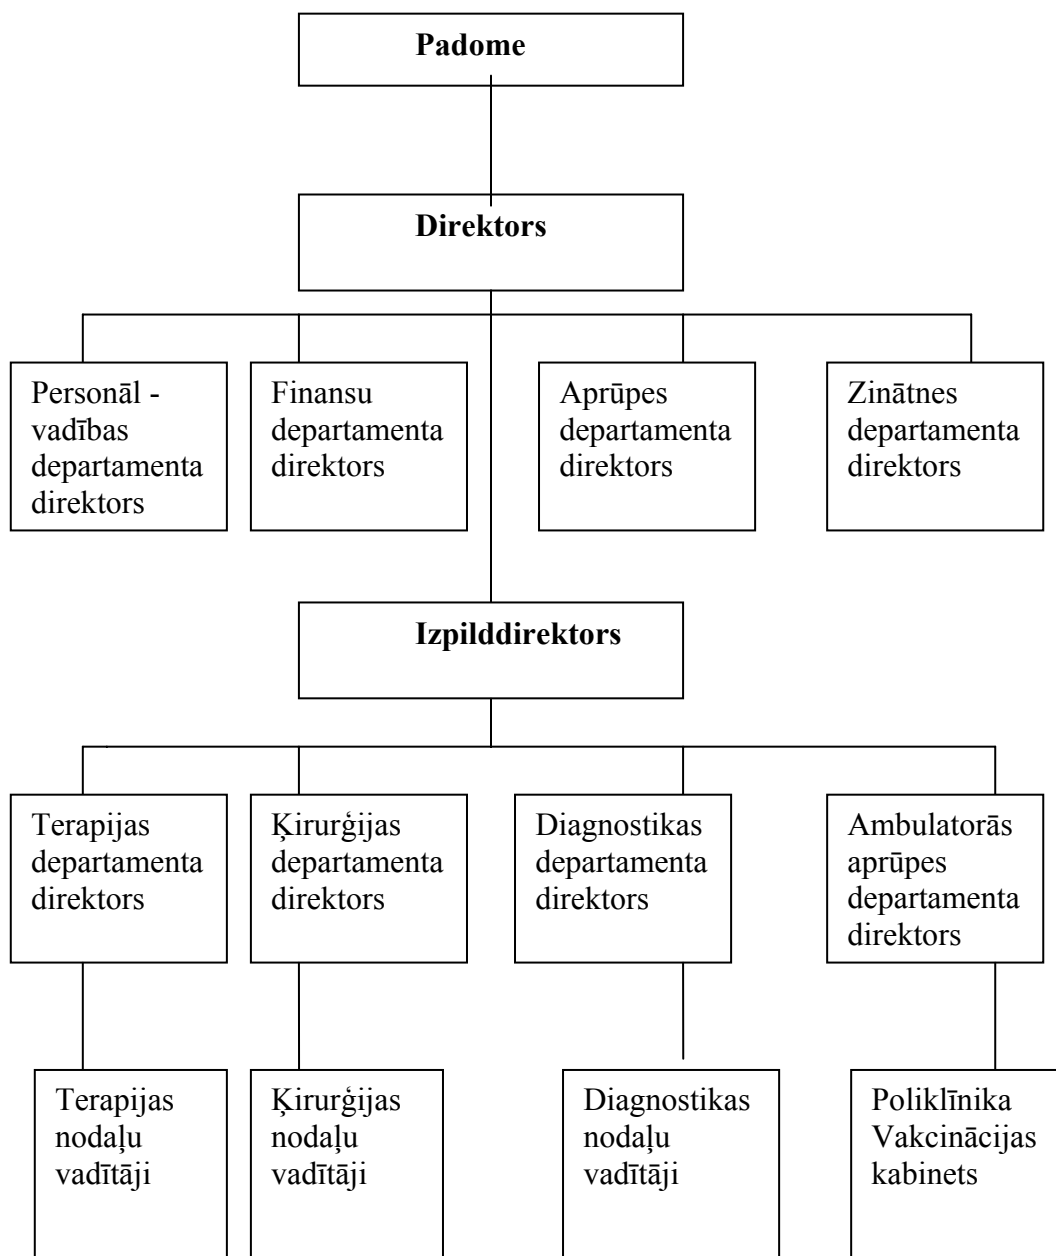 Padome
Direktors
Personāl -
vadības
departamenta
direktors
Finansu
departamenta
direktors
Aprūpes
departamenta
direktors
Zinātnes
departamenta
direktors
Izpilddirektors
Terapijas
departamenta
direktors
Ķirurģijas
departamenta
direktors
Diagnostikas
departamenta
direktors
Ambulatorās
aprūpes
departamenta
direktors
Terapijas
nodaļu
vadītāji
Ķirurģijas
nodaļu
vadītāji
Diagnostikas
nodaļu
vadītāji
Poliklīnika
Vakcinācijas
kabinets